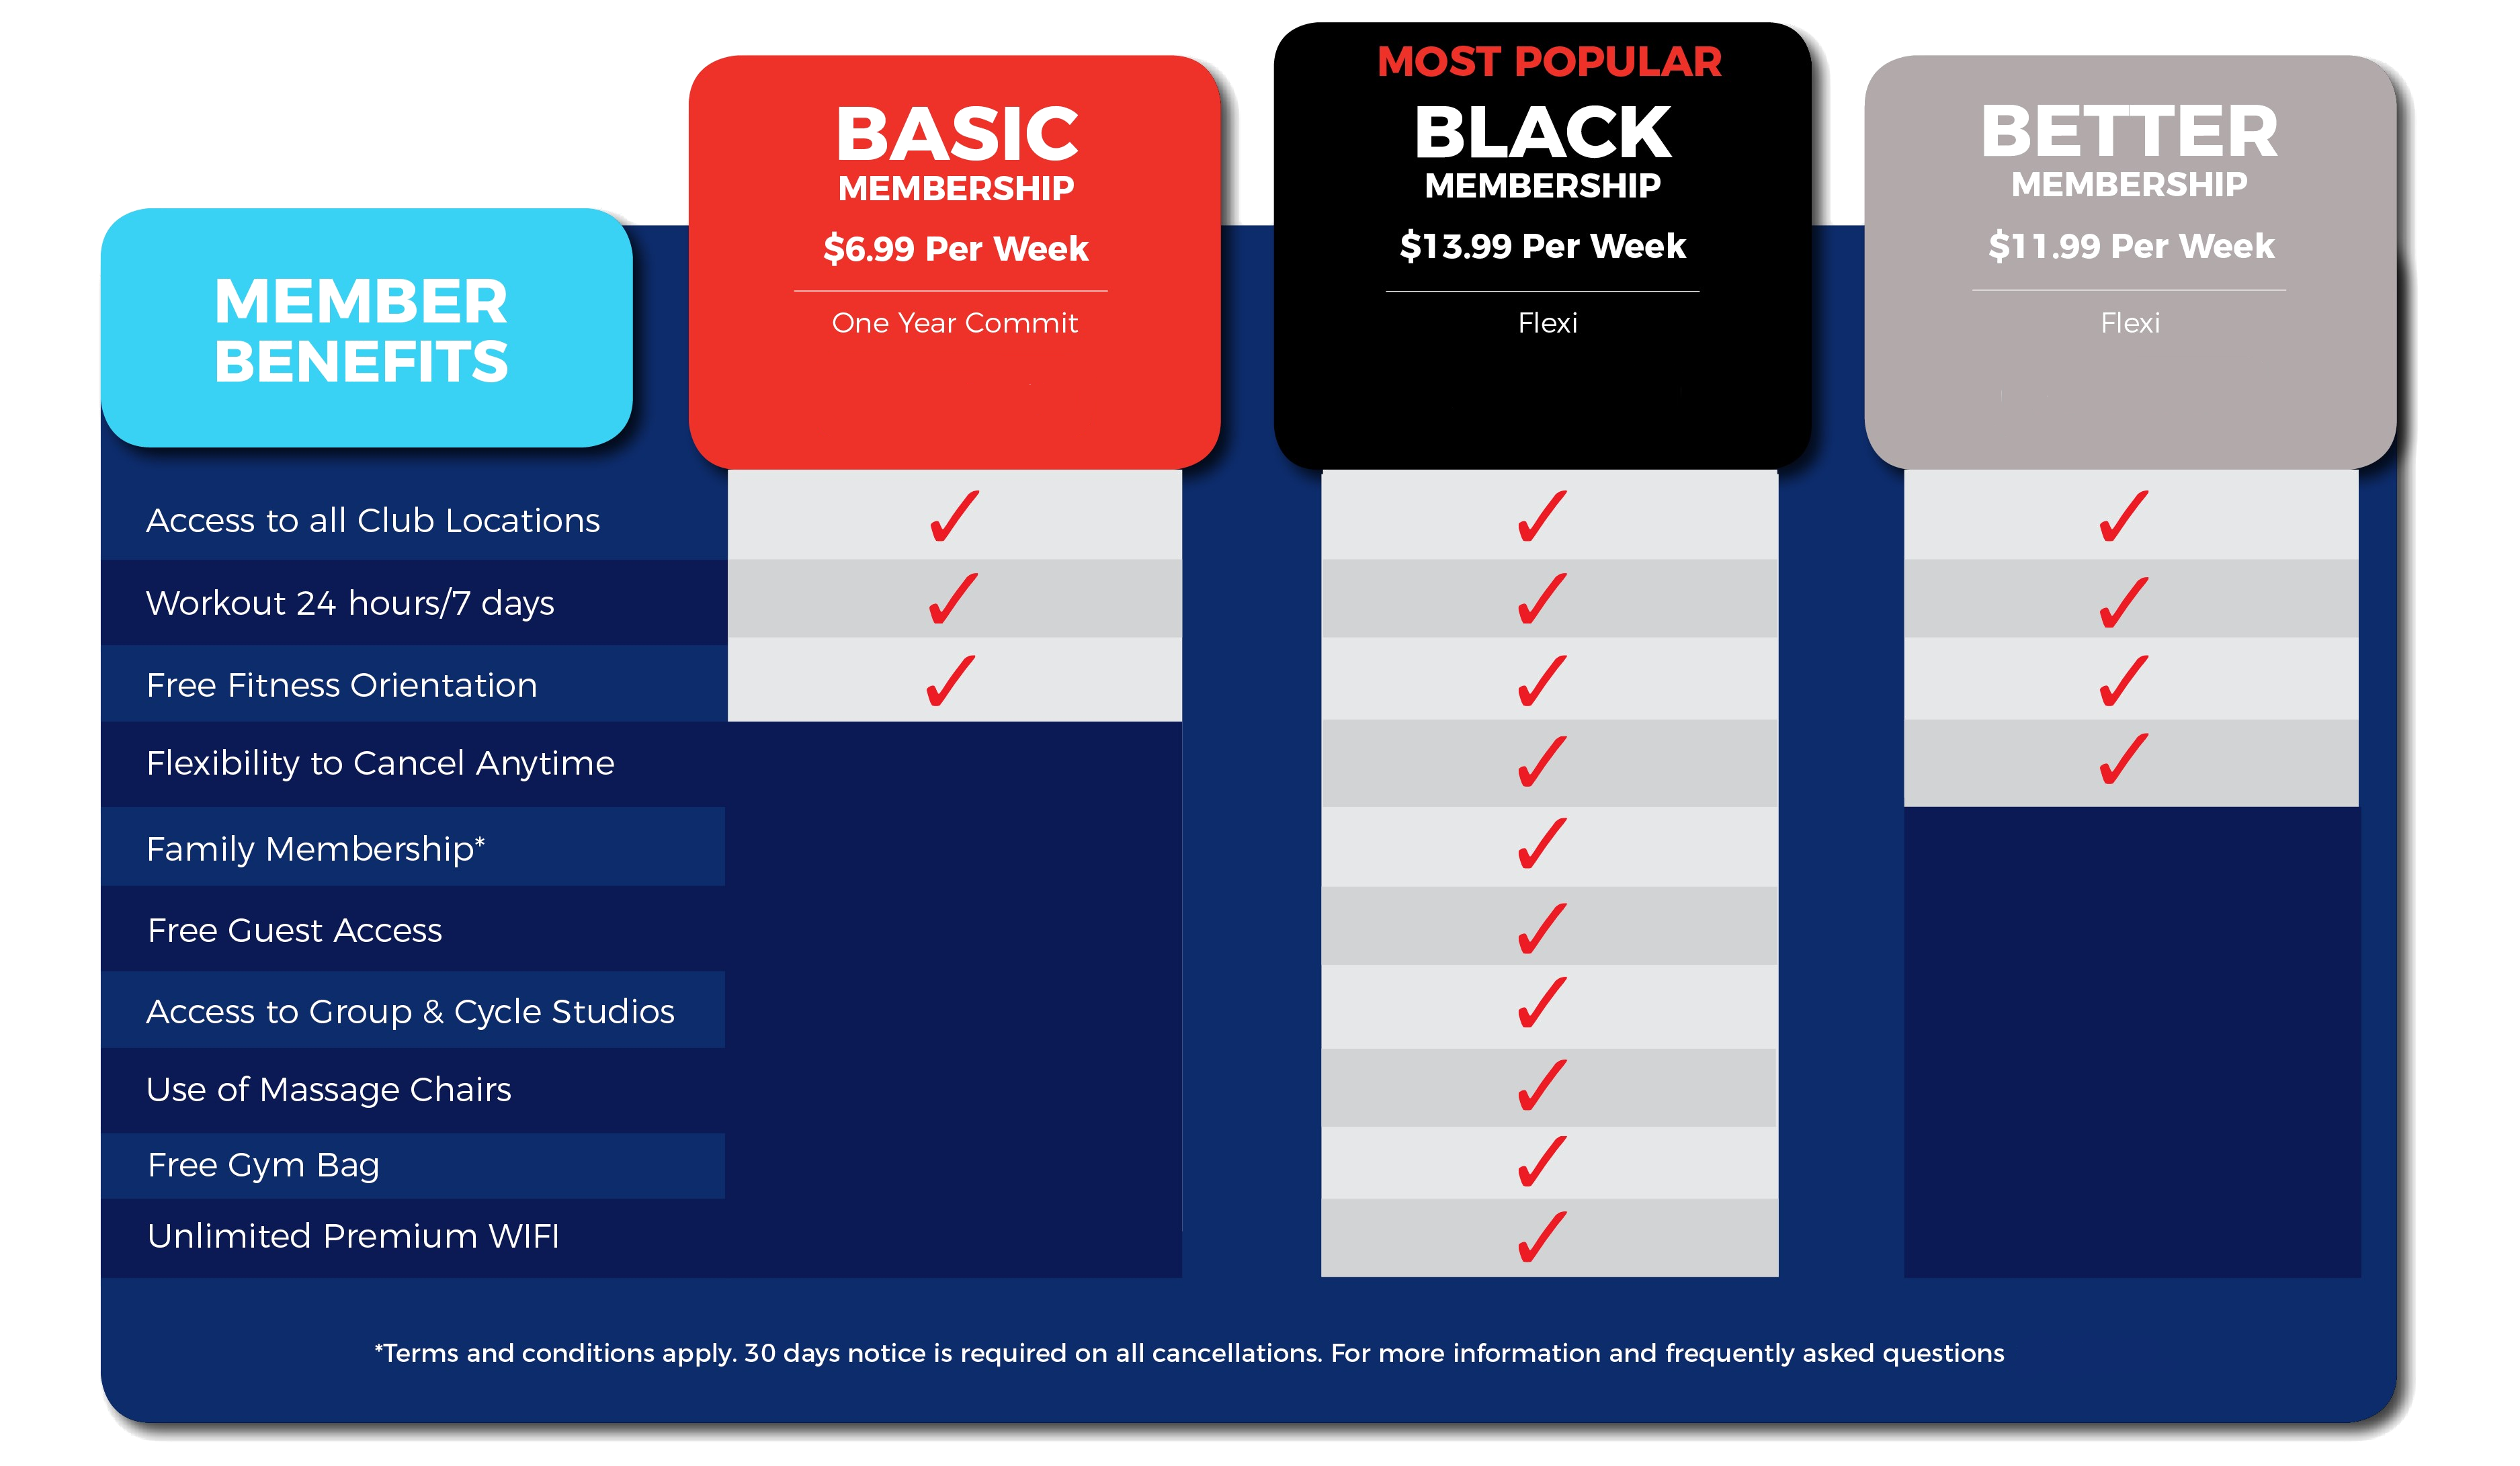 MOST POPULAR
BASIC
MEMBERSHIP
$6.99 Per Week
One Year Commit
BLACK
MEMBERSHIP
$13.99 Per Week
Flexi
BETTER
MEMBERSHIP
$11.99 Per Week
Flexi
MEMBER
BENEFITS
Access to all Club Locations
Workout 24 hours/7 days
Free Fitness Orientation
Flexibility to Cancel Anytime
Family Membership*
Free Guest Access
Access to Group & Cycle Studios
Use of Massage Chairs
Free Gym Bag
Unlimited Premium WIFI
*Terms and conditions apply. 30 days notice is required on all cancellations. For more information and frequently asked questions